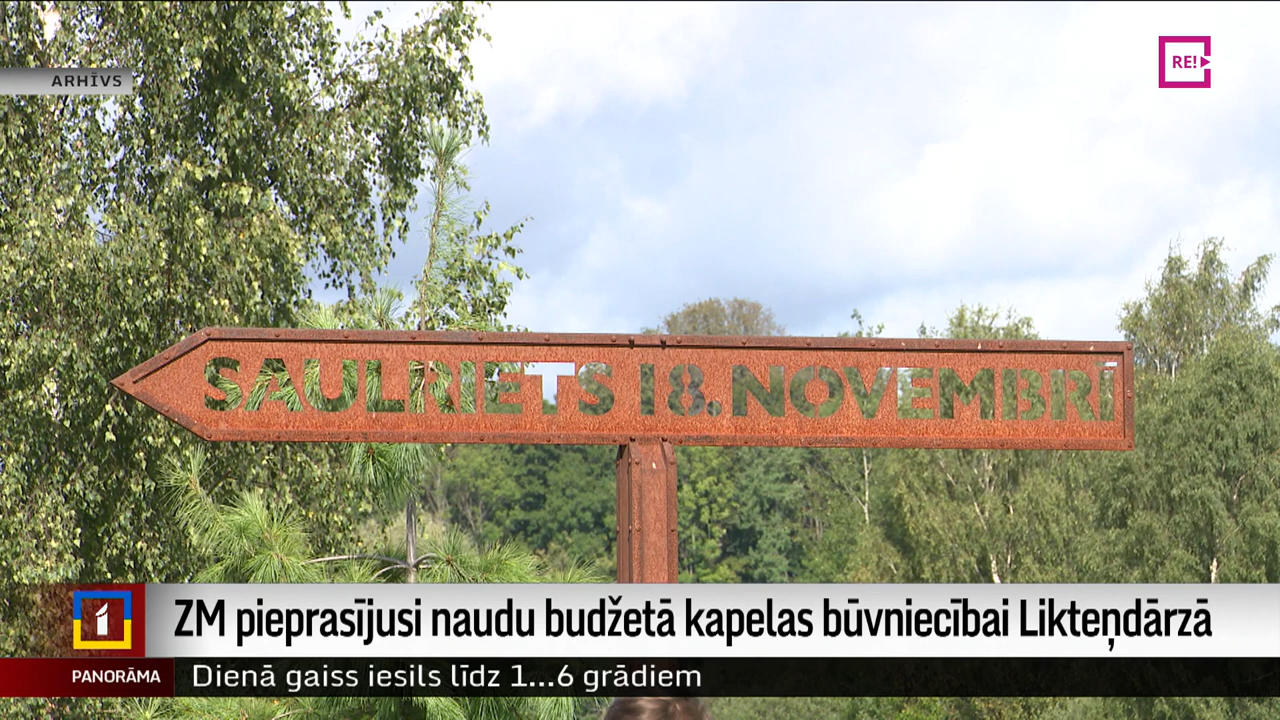 ARHĪVS
RE!
SAULRIETS 18. NOVEMBRĪ
1
ZM pieprasījusi naudu budžetā kapelas būvniecībai Likteņdārzā
PANORĀMA
Dienā gaiss iesils līdz 1...6 grādiem